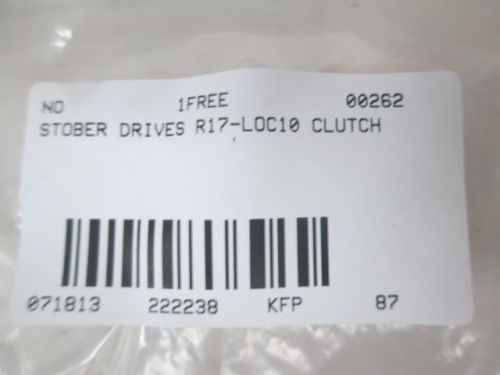 NO 1FREE 00262
STOBER DRIVES R17-LOC10 CLUTCH
071813 222238 KFP 87